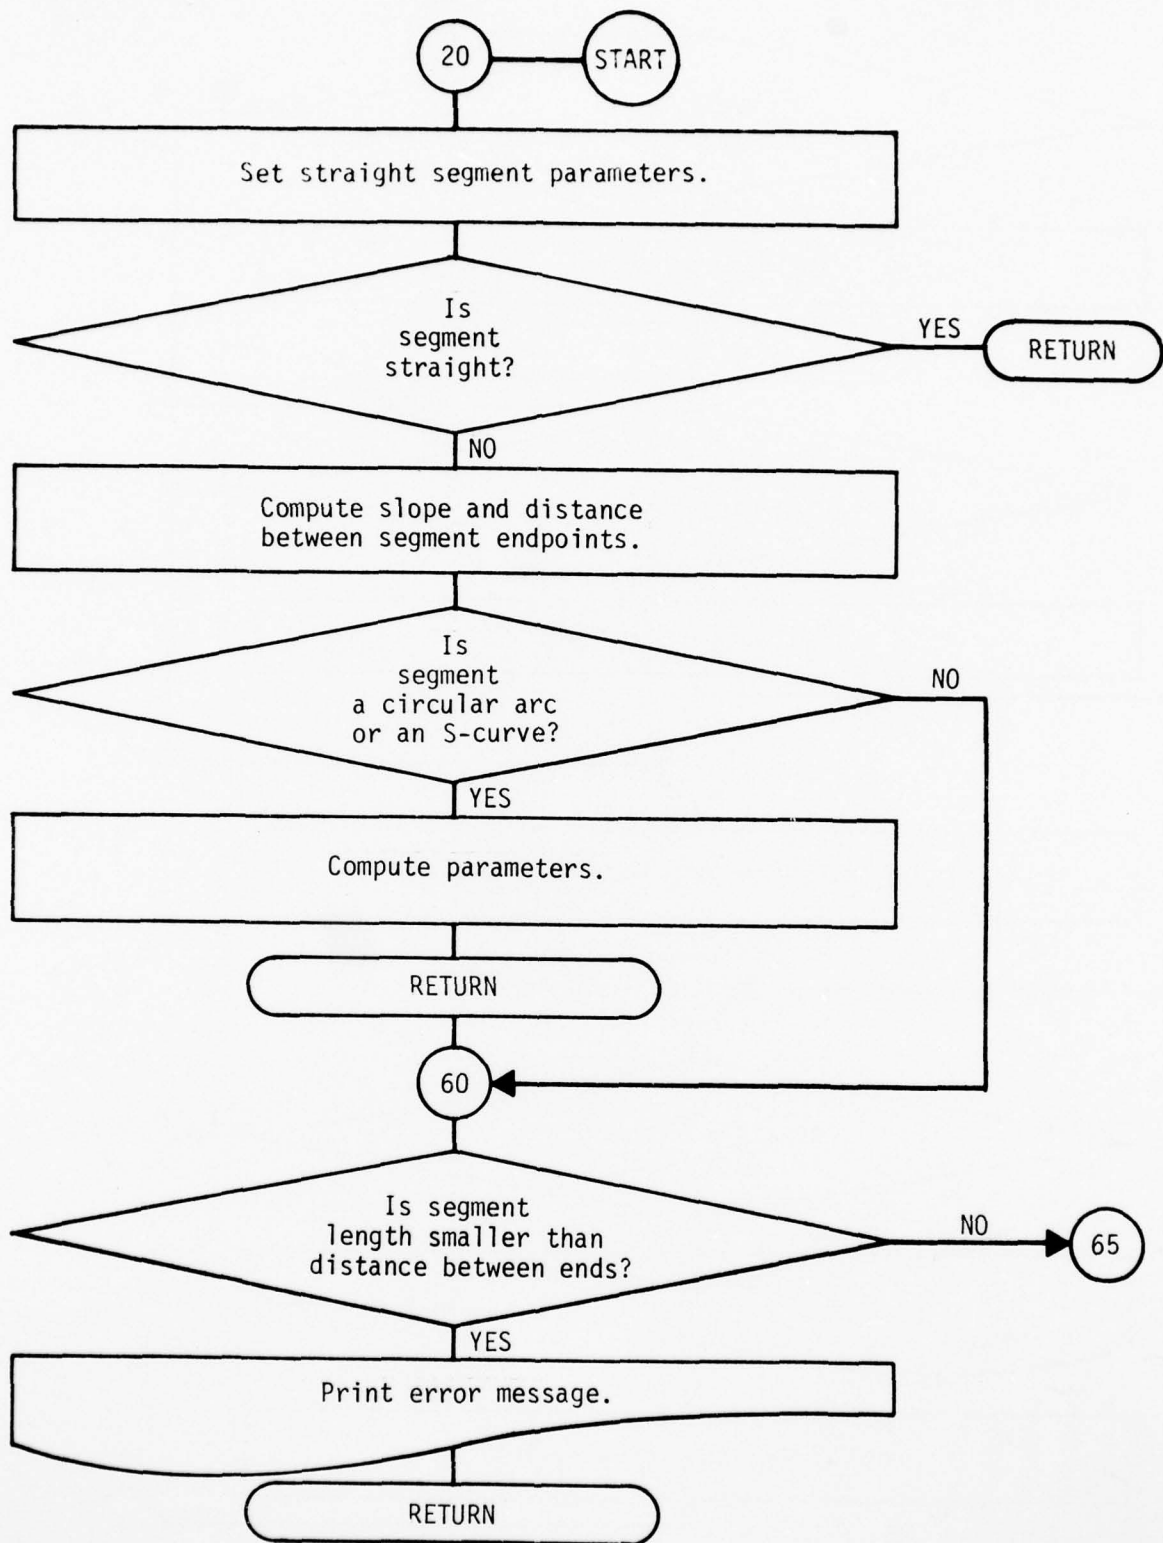 20
START
Set straight segment parameters.
Is
segment
straight?
YES
RETURN
NO
Compute slope and distance
between segment endpoints.
Is
segment
a circular arc
or an S-curve?
NO
YES
Compute parameters.
RETURN
60
Is segment
length smaller than
distance between ends?
NO
65
YES
Print error message.
RETURN